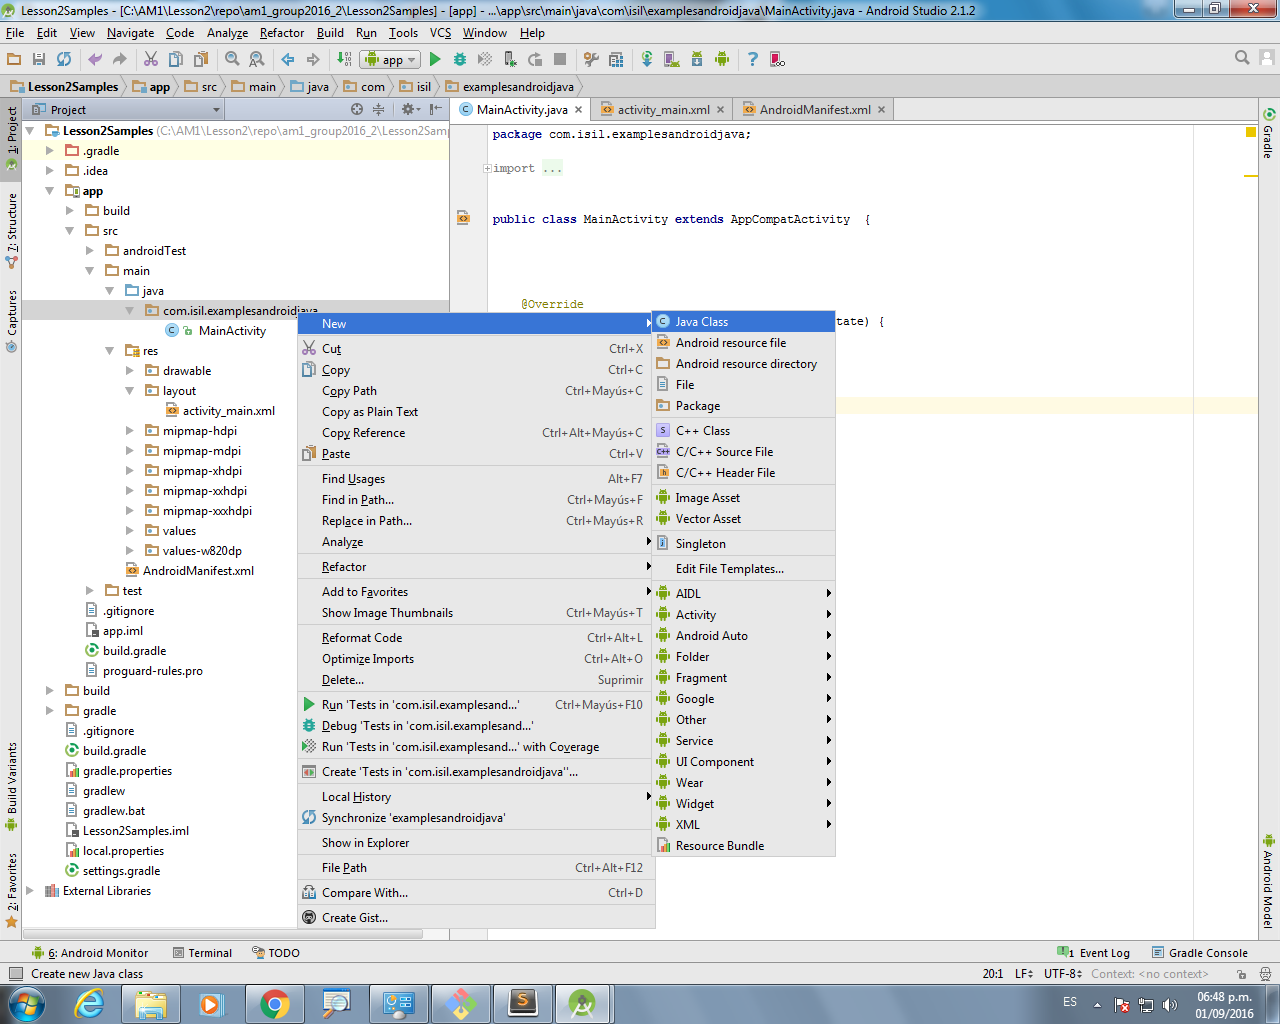 Lesson2Samples - [C:\AM1\Lesson2\repo\am1_group2016_2\Lesson2Samples] - [app] - ...\app\src\main\java\com\isil\examplesandroidjava\MainActivity.java - Android Studio 2.1.2
File Edit View Navigate Code Analyze Refactor Build Run Tools VCS Window Help
app
Lesson2Samples app src main java com isil examplesandroidjava
Project
MainActivity.java activity_main.xml AndroidManifest.xml
1: Project
7: Structure
Captures
Build Variants
2: Favorites
Lesson2Samples (C:\AM1\Lesson2\repo\am1_group2016_2\Lesson2Sam
.gradle
.idea
app
build
src
androidTest
main
java
com.isil.examplesandroidjava
MainActivity
res
drawable
layout
activity_main.xml
mipmap-hdpi
mipmap-mdpi
mipmap-xhdpi
mipmap-xxhdpi
mipmap-xxxhdpi
values
values-w820dp
AndroidManifest.xml
test
.gitignore
app.iml
build.gradle
proguard-rules.pro
build
gradle
.gitignore
build.gradle
gradle.properties
gradlew
gradlew.bat
Lesson2Samples.iml
local.properties
settings.gradle
External Libraries
package com.isil.examplesandroidjava;
import ...
public class MainActivity extends AppCompatActivity {
@Override
tate) {
New
Cut Ctrl+X
Copy Ctrl+C
Copy Path Ctrl+Mayús+C
Copy as Plain Text
Copy Reference Ctrl+Alt+Mayús+C
Paste Ctrl+V
Find Usages Alt+F7
Find in Path... Ctrl+Mayús+F
Replace in Path... Ctrl+Mayús+R
Analyze
Refactor
Add to Favorites
Show Image Thumbnails Ctrl+Mayús+T
Reformat Code Ctrl+Alt+L
Optimize Imports Ctrl+Alt+O
Delete... Suprimir
Run 'Tests in 'com.isil.examplesand...' Ctrl+Mayús+F10
Debug 'Tests in 'com.isil.examplesand...'
Run 'Tests in 'com.isil.examplesand...' with Coverage
Create 'Tests in 'com.isil.examplesandroidjava''...
Local History
Synchronize 'examplesandroidjava'
Show in Explorer
File Path Ctrl+Alt+F12
Compare With... Ctrl+D
Create Gist...
Java Class
Android resource file
Android resource directory
File
Package
C++ Class
C/C++ Source File
C/C++ Header File
Image Asset
Vector Asset
Singleton
Edit File Templates...
AIDL
Activity
Android Auto
Folder
Fragment
Google
Other
Service
UI Component
Wear
Widget
XML
Resource Bundle
Gradle
Android Model
6: Android Monitor Terminal TODO 1 Event Log Gradle Console
Create new Java class 20:1 LF UTF-8 Context: <no context>
ES 06:48 p.m.
01/09/2016